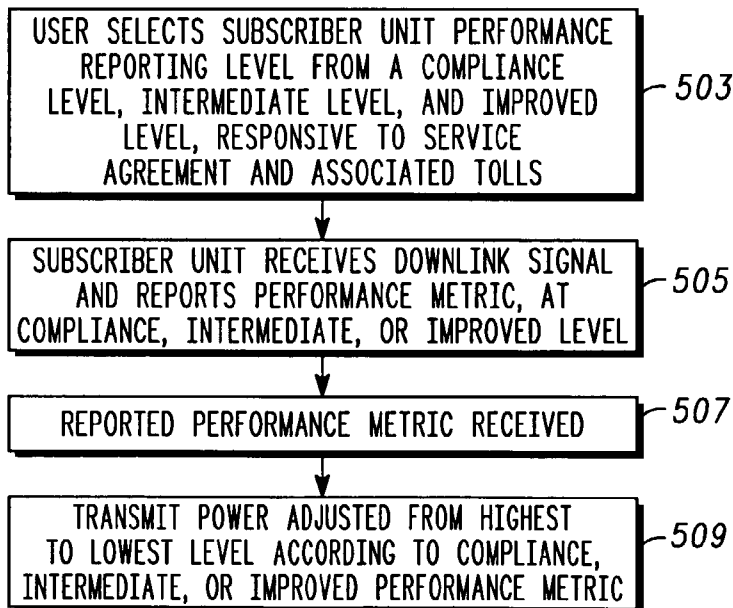 USER SELECTS SUBSCRIBER UNIT PERFORMANCE
REPORTING LEVEL FROM A COMPLIANCE
LEVEL, INTERMEDIATE LEVEL, AND IMPROVED
LEVEL, RESPONSIVE TO SERVICE
AGREEMENT AND ASSOCIATED TOLLS
503
SUBSCRIBER UNIT RECEIVES DOWNLINK SIGNAL
AND REPORTS PERFORMANCE METRIC, AT
COMPLIANCE, INTERMEDIATE, OR IMPROVED LEVEL
505
REPORTED PERFORMANCE METRIC RECEIVED
507
TRANSMIT POWER ADJUSTED FROM HIGHEST
TO LOWEST LEVEL ACCORDING TO COMPLIANCE,
INTERMEDIATE, OR IMPROVED PERFORMANCE METRIC
509